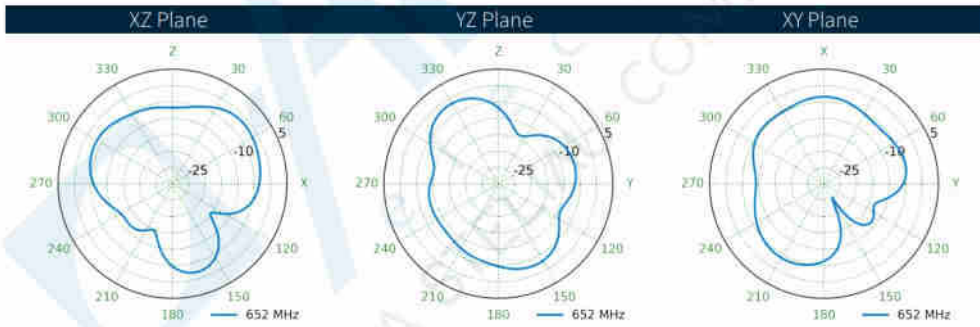 XZ Plane YZ Plane XY Plane
Z Z X
330 30 330 30 330 30
300 60 300 60 300 60
5 5 5
-10 -10 -10
-25 -25 -25
270 X 270 Y 270 Y
240 120 240 120 240 120
210 150 210 150 210 150
180 652 MHz 180 652 MHz 180 652 MHz